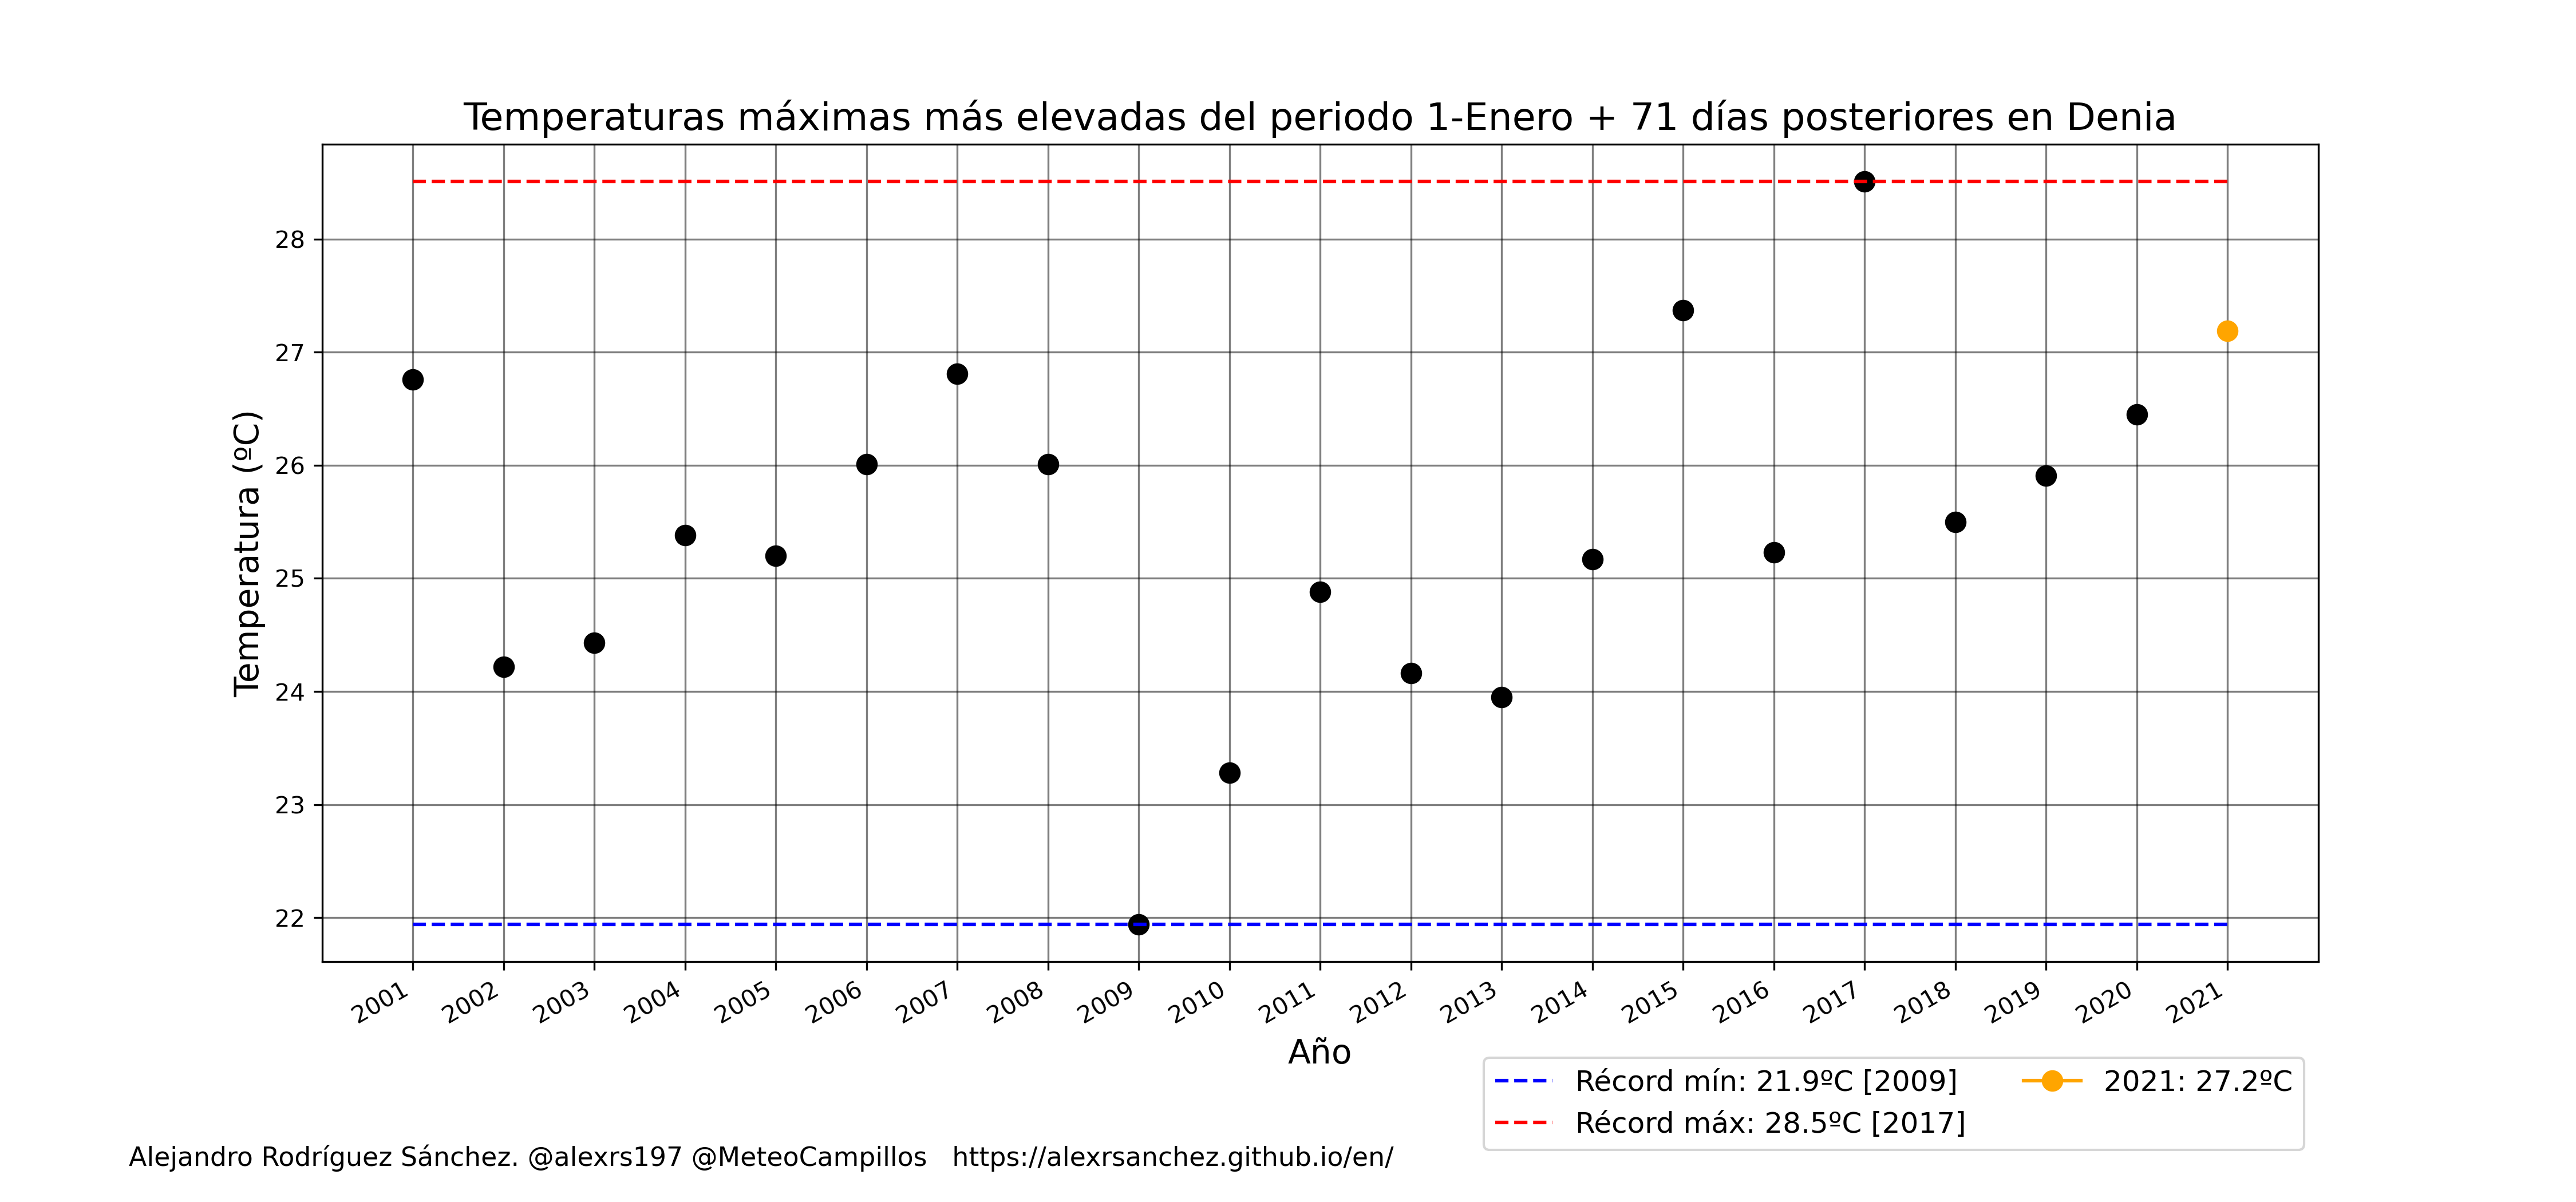 Temperaturas máximas más elevadas del periodo 1-Enero + 71 días posteriores en Denia
Temperatura (ºC)
28
27
26
25
24
23
22
2001 2002 2003 2004 2005 2006 2007 2008 2009 2010 2011 2012 2013 2014 2015 2016 2017 2018 2019 2020 2021
Año
Récord mín: 21.9ºC [2009]
Récord máx: 28.5ºC [2017]
2021: 27.2ºC
Alejandro Rodríguez Sánchez. @alexrs197 @MeteoCampillos https://alexrsanchez.github.io/en/